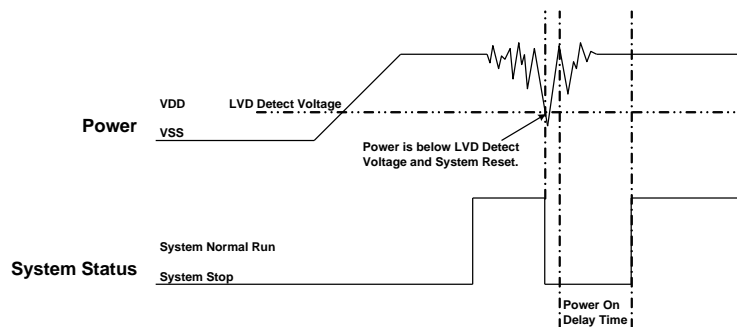 VDD
LVD Detect Voltage
Power
VSS
Power is below LVD Detect
Voltage and System Reset.
System Normal Run
System Status
System Stop
Power On
Delay Time